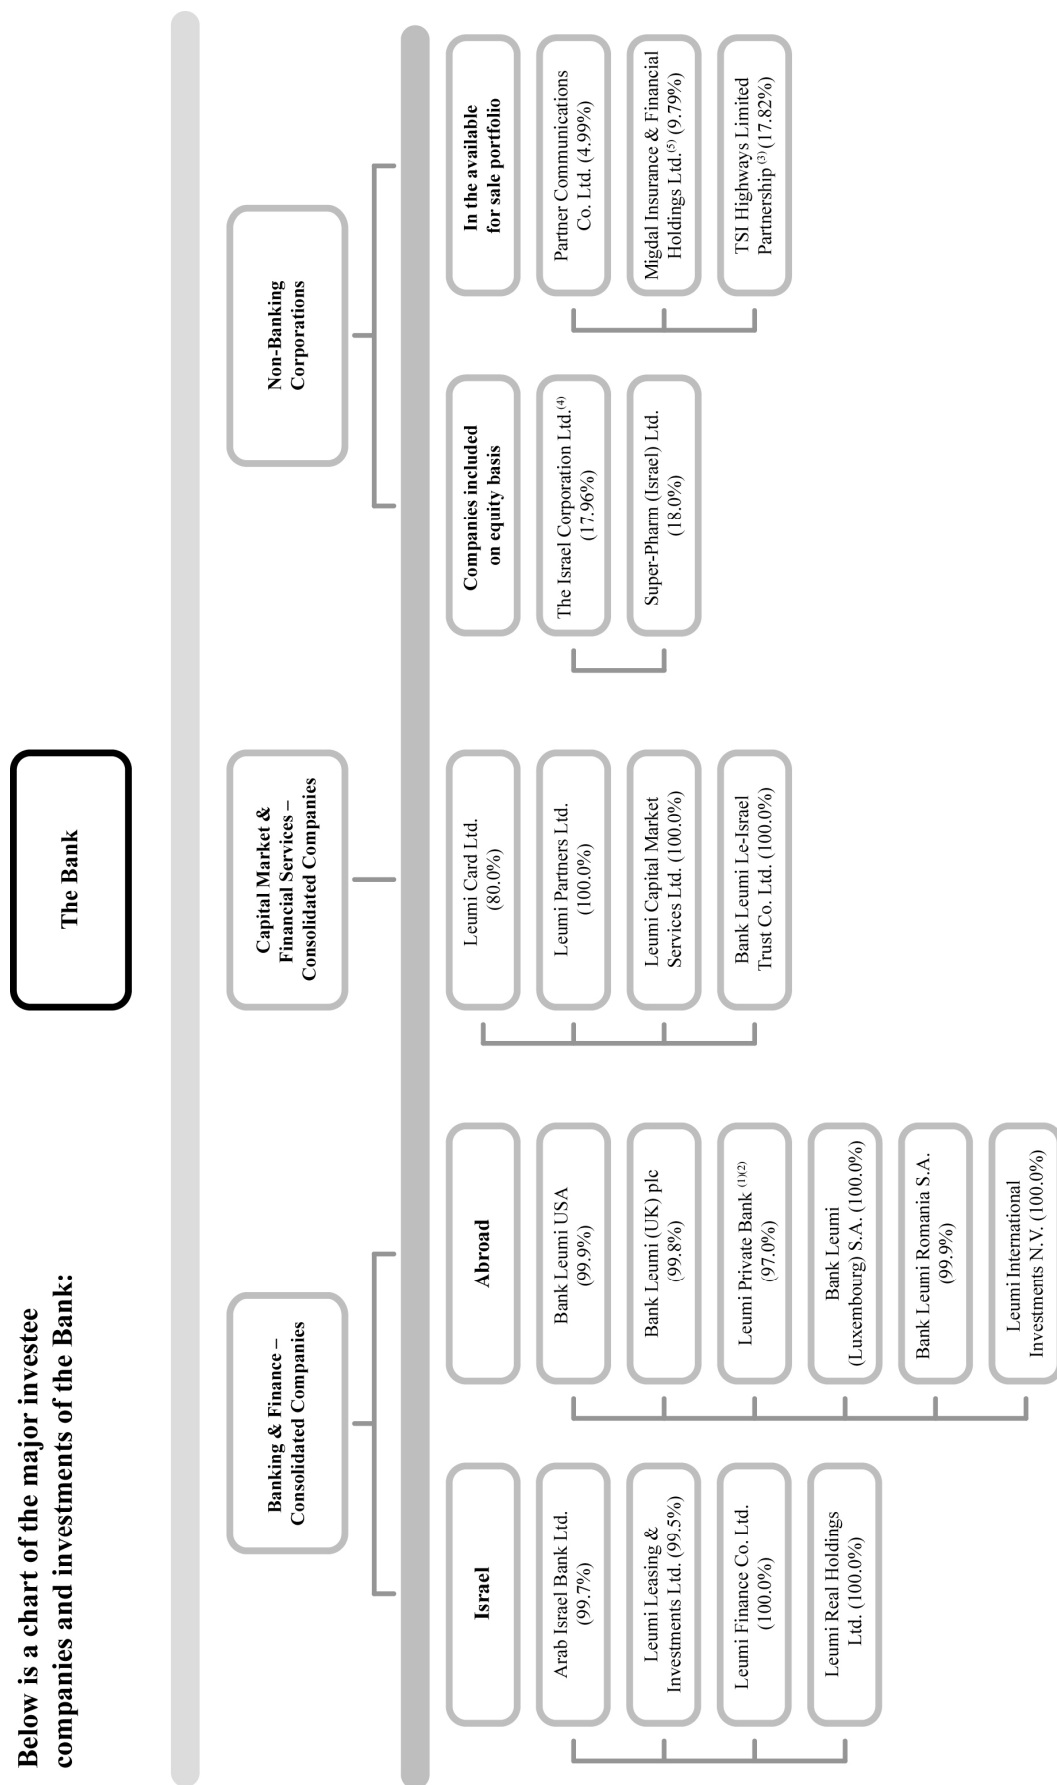 Below is a chart of the major investee
companies and investments of the Bank:
The Bank
Banking & Finance –
Consolidated Companies
Capital Market &
Financial Services –
Consolidated Companies
Non-Banking
Corporations
Israel
Arab Israel Bank Ltd.
(99.7%)
Leumi Leasing &
Investments Ltd. (99.5%)
Leumi Finance Co. Ltd.
(100.0%)
Leumi Real Holdings
Ltd. (100.0%)
Abroad
Bank Leumi USA
(99.9%)
Bank Leumi (UK) plc
(99.8%)
Leumi Private Bank (1)(2)
(97.0%)
Bank Leumi
(Luxembourg) S.A. (100.0%)
Bank Leumi Romania S.A.
(99.9%)
Leumi International
Investments N.V. (100.0%)
Leumi Card Ltd.
(80.0%)
Leumi Partners Ltd.
(100.0%)
Leumi Capital Market
Services Ltd. (100.0%)
Bank Leumi Le-Israel
Trust Co. Ltd. (100.0%)
Companies included
on equity basis
The Israel Corporation Ltd.(4)
(17.96%)
Super-Pharm (Israel) Ltd.
(18.0%)
In the available
for sale portfolio
Partner Communications
Co. Ltd. (4.99%)
Migdal Insurance & Financial
Holdings Ltd.(5) (9.79%)
TSI Highways Limited
Partnership (3) (17.82%)